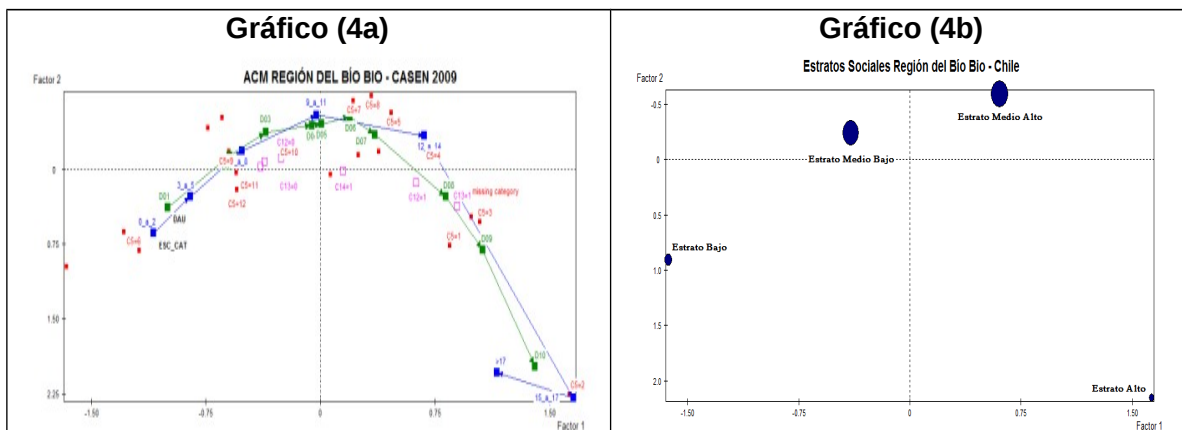 Gráfico (4a)
Gráfico (4b)
ACM REGIÓN DEL BÍO BIO - CASEN 2009
Factor 2
9_a_11
C5=8
C5=7
C5=5
D03
D05
D06
D07
12_a_14
C5=4
C12=0
C5=10
C5=9
0
C5=11
C13=0
C14=1
missing category
3_a_5
C5=12
C12=1
D08
C13=1
D01
DAU
C5=3
0_a_2
C5=6
ESC_CAT
C5=1
D09
0.75
1.50
D10
+17
C5=2
2.25
15_a_17
-1.50
-0.75
0
0.75
1.50
Factor 1
Factor 2
Estratos Sociales Región del Bio Bio - Chile
-0.5
Estrato Medio Alto
0
Estrato Medio Bajo
0.5
Estrato Bajo
1.0
1.5
2.0
Estrato Alto
-1.50
-0.75
0
0.75
1.50
Factor 1